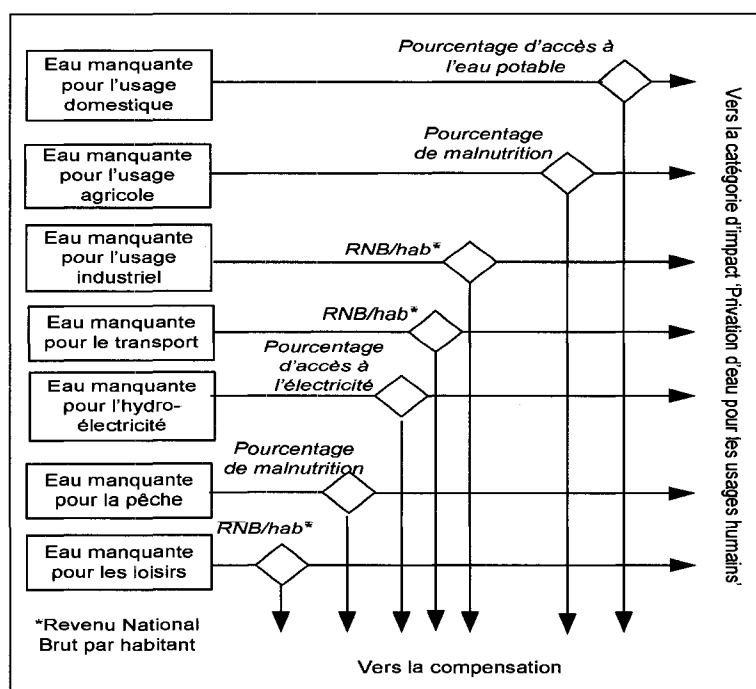 Pourcentage d'accès à
l'eau potable
Eau manquante
pour l'usage
domestique
Pourcentage
de malnutrition
Eau manquante
pour l'usage
agricole
RNB/hab*
Eau manquante
pour l'usage
industriel
RNB/hab*
Eau manquante
pour le transport
Pourcentage
d'accès à
l'électricité
Eau manquante
pour l'hydro-
électricité
Pourcentage
de malnutrition
Eau manquante
pour la pêche
RNB/hab*
Eau manquante
pour les loisirs
*Revenu National
Brut par habitant
Vers la compensation
Vers la catégorie d'impact 'Privation d'eau pour les usages humains'